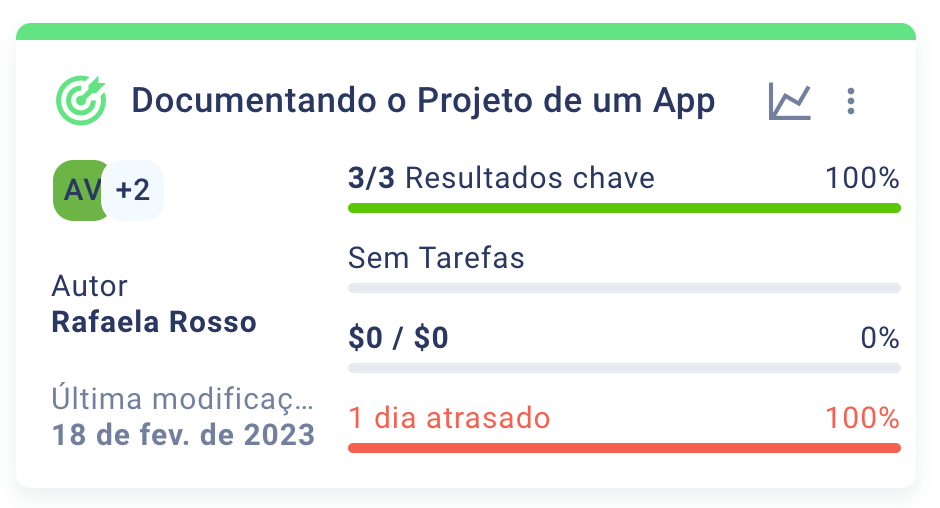 Documentando o Projeto de um App
AV +2
Autor
Rafaela Rosso
Última modificaç...
18 de fev. de 2023
3/3 Resultados chave 100%
Sem Tarefas
$0 / $0 0%
1 dia atrasado 100%